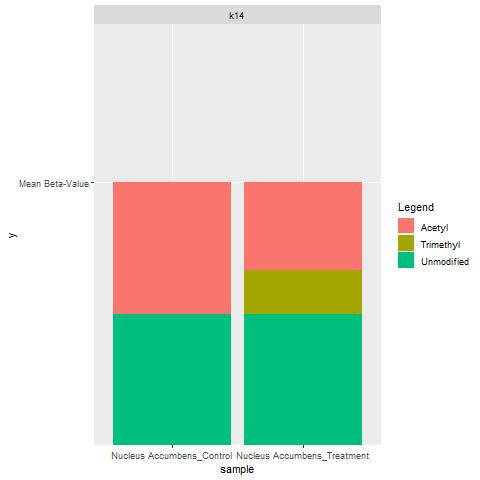 k14
Mean Beta-Value
y
Legend
Acetyl
Trimethyl
Unmodified
Nucleus Accumbens_Control
Nucleus Accumbens_Treatment
sample